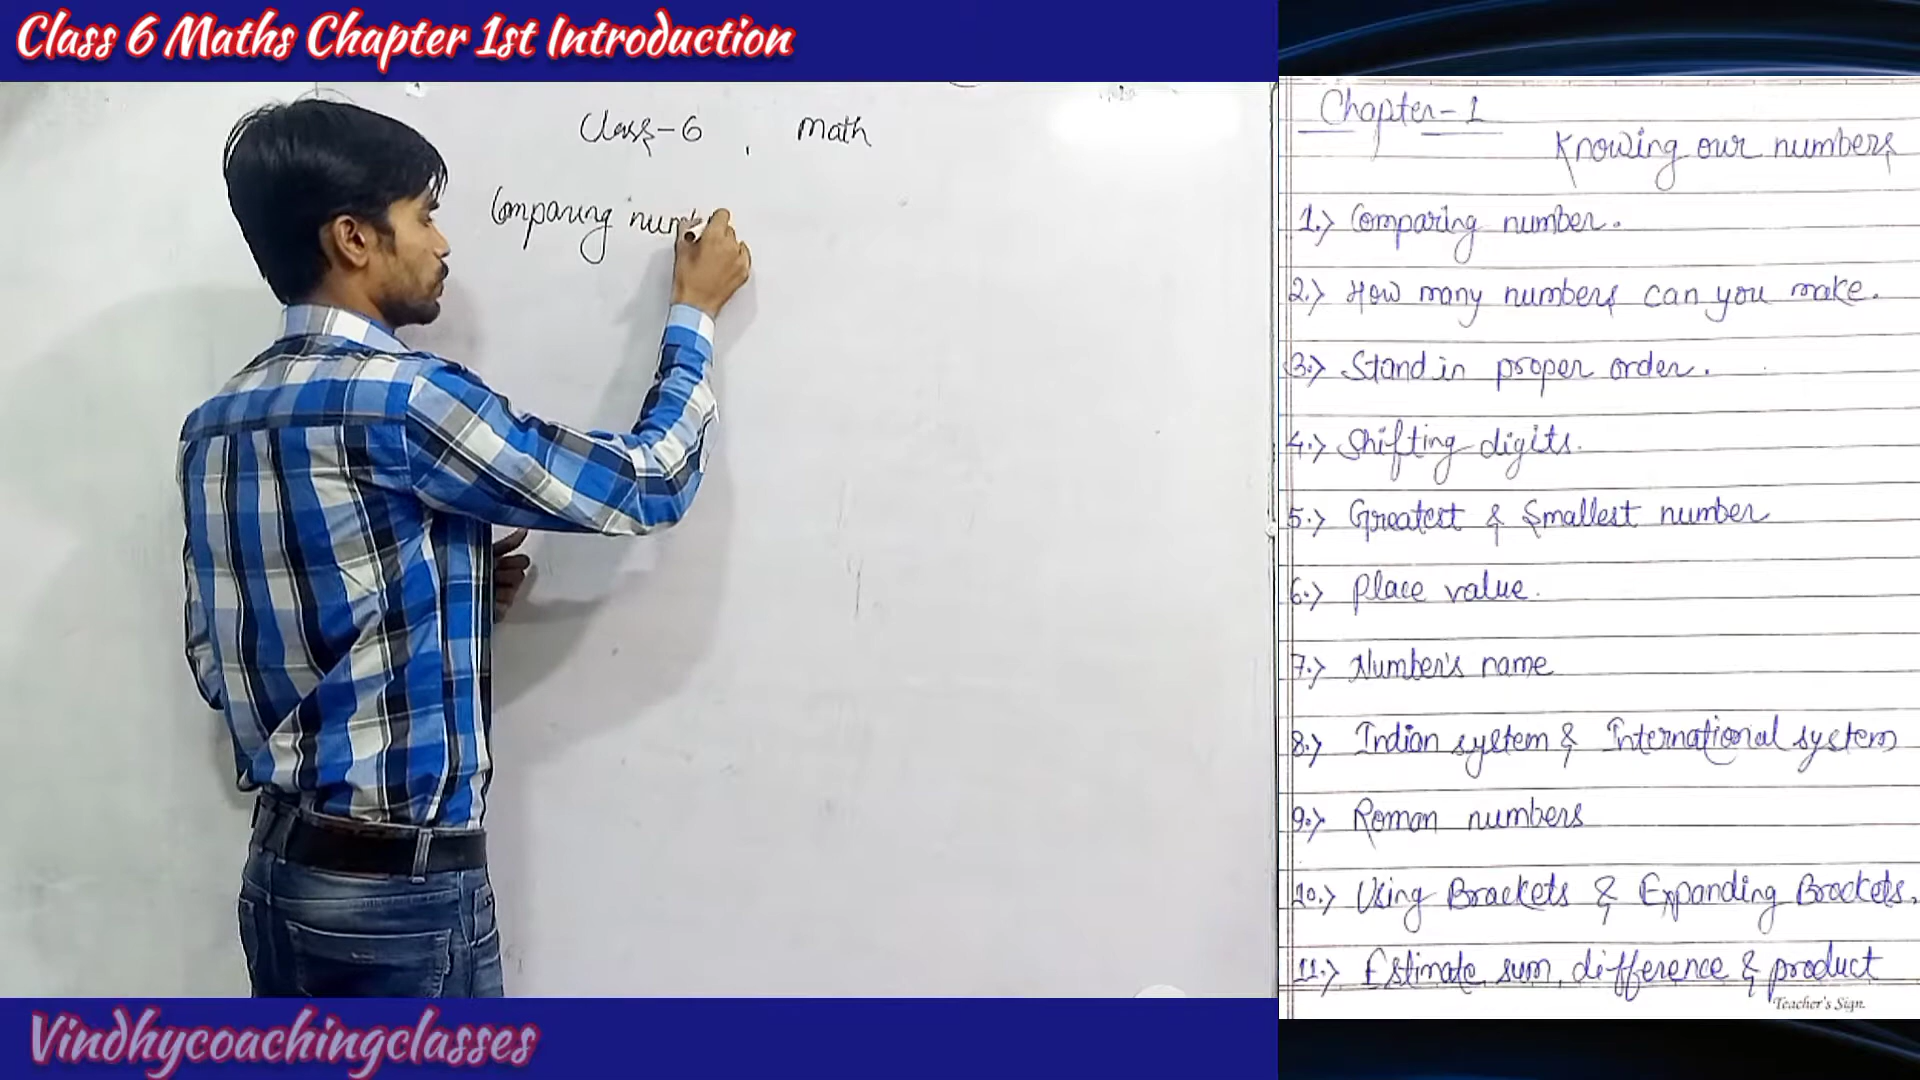 Class 6 Maths Chapter 1st Introduction
Class-6, Math
Comparing num
Chapter-1
Knowing our numbers
1.) Comparing number.
2.) How many numbers can you make.
3.) Stand in proper order.
4.) Shifting digits.
5.) Greatest & Smallest number
6.) Place value.
7.) Number's name
8.) Indian system & International system
9.) Roman numbers
10.) Using Brackets & Expanding Brackets.
11.) Estimate sum, difference & product
Teacher's Sign.
Vindhycoachingclasses